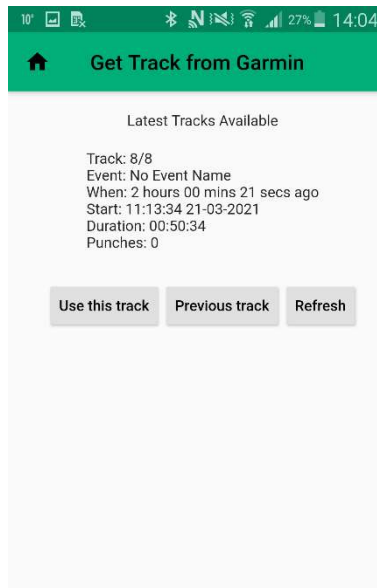 10° 27% 14:04
Get Track from Garmin
Latest Tracks Available
Track: 8/8
Event: No Event Name
When: 2 hours 00 mins 21 secs ago
Start: 11:13:34 21-03-2021
Duration: 00:50:34
Punches: 0
Use this track Previous track Refresh